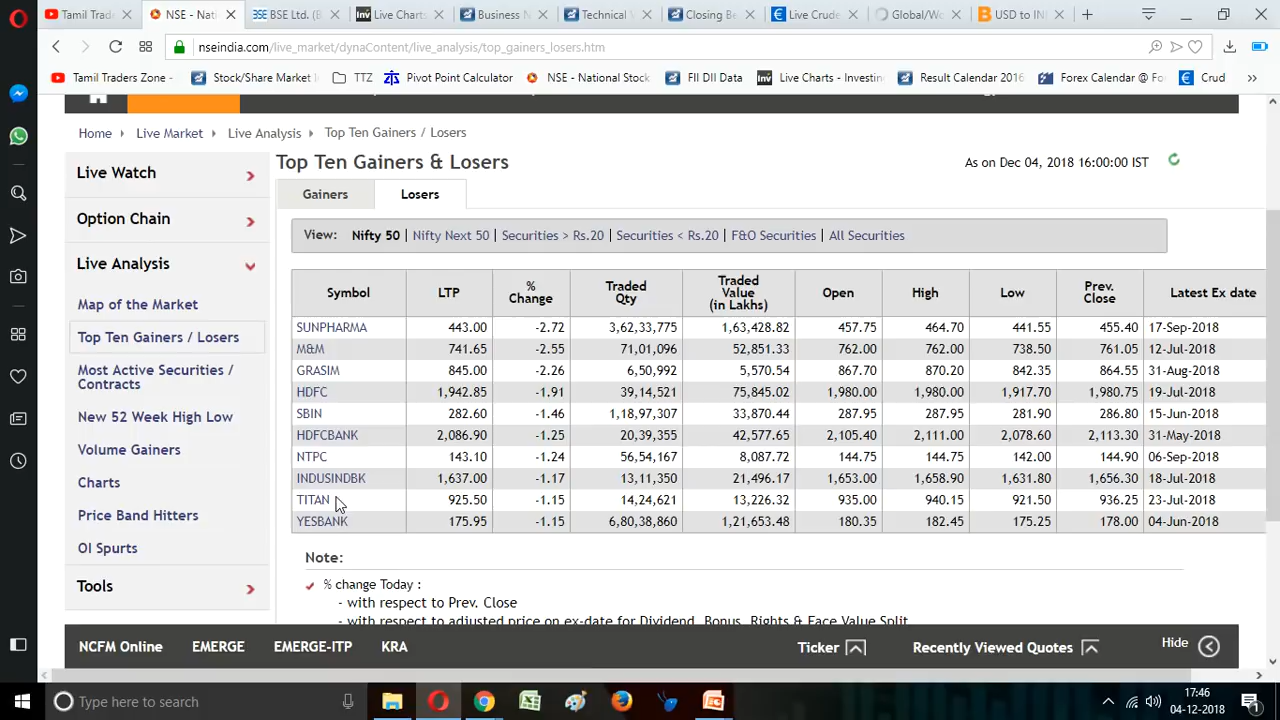 Tamil Trade
NSE - Nati
BSE Ltd. (B
Live Charts
Business N
Technical V
Closing B
Live Crude
Global/Wo
USD to IN
nseindia.com/live_market/dynaContent/live_analysis/top_gainers_losers.htm
Tamil Traders Zone -
Stock/Share Market
TTZ
Pivot Point Calculator
NSE - National Stock
FII DII Data
Inv Live Charts - Investin
Result Calendar 2016
Forex Calendar @ Fo
Crud
Home
Live Market
Live Analysis
Top Ten Gainers / Losers
Live Watch
Option Chain
Live Analysis
Map of the Market
Top Ten Gainers / Losers
Most Active Securities /
Contracts
New 52 Week High Low
Volume Gainers
Charts
Price Band Hitters
OI Spurts
Tools
Top Ten Gainers & Losers
As on Dec 04, 2018 16:00:00 IST
Gainers Losers
View: Nifty 50 | Nifty Next 50 | Securities > Rs.20 | Securities < Rs.20 | F&O Securities | All Securities
Symbol LTP % Change Traded Qty Traded Value (in Lakhs) Open High Low Prev. Close Latest Ex date
SUNPHARMA 443.00 -2.72 3,62,33,775 1,63,428.82 457.75 464.70 441.55 455.40 17-Sep-2018
M&M 741.65 -2.55 71,01,096 52,851.33 762.00 762.00 738.50 761.05 12-Jul-2018
GRASIM 845.00 -2.26 6,50,992 5,570.54 867.70 870.20 842.35 864.55 31-Aug-2018
HDFC 1,942.85 -1.91 39,14,521 75,845.02 1,980.00 1,980.00 1,917.70 1,980.75 19-Jul-2018
SBIN 282.60 -1.46 1,18,97,307 33,870.44 287.95 287.95 281.90 286.80 15-Jun-2018
HDFCBANK 2,086.90 -1.25 20,39,355 42,577.65 2,105.40 2,111.00 2,078.60 2,113.30 31-May-2018
NTPC 143.10 -1.24 56,54,167 8,087.72 144.75 144.75 142.00 144.90 06-Sep-2018
INDUSINDBK 1,637.00 -1.17 13,11,350 21,496.17 1,653.00 1,658.90 1,631.80 1,656.30 18-Jul-2018
TITAN 925.50 -1.15 14,24,621 13,226.32 935.00 940.15 921.50 936.25 23-Jul-2018
YESBANK 175.95 -1.15 6,80,38,860 1,21,653.48 180.35 182.45 175.25 178.00 04-Jun-2018
Note:
% change Today :
- with respect to Prev. Close
- with respect to adjusted price on ex-date for Dividend, Bonus, Rights & Face Value Split
NCFM Online EMERGE EMERGE-ITP KRA Ticker Recently Viewed Quotes Hide
Type here to search
17:46
04-12-2018